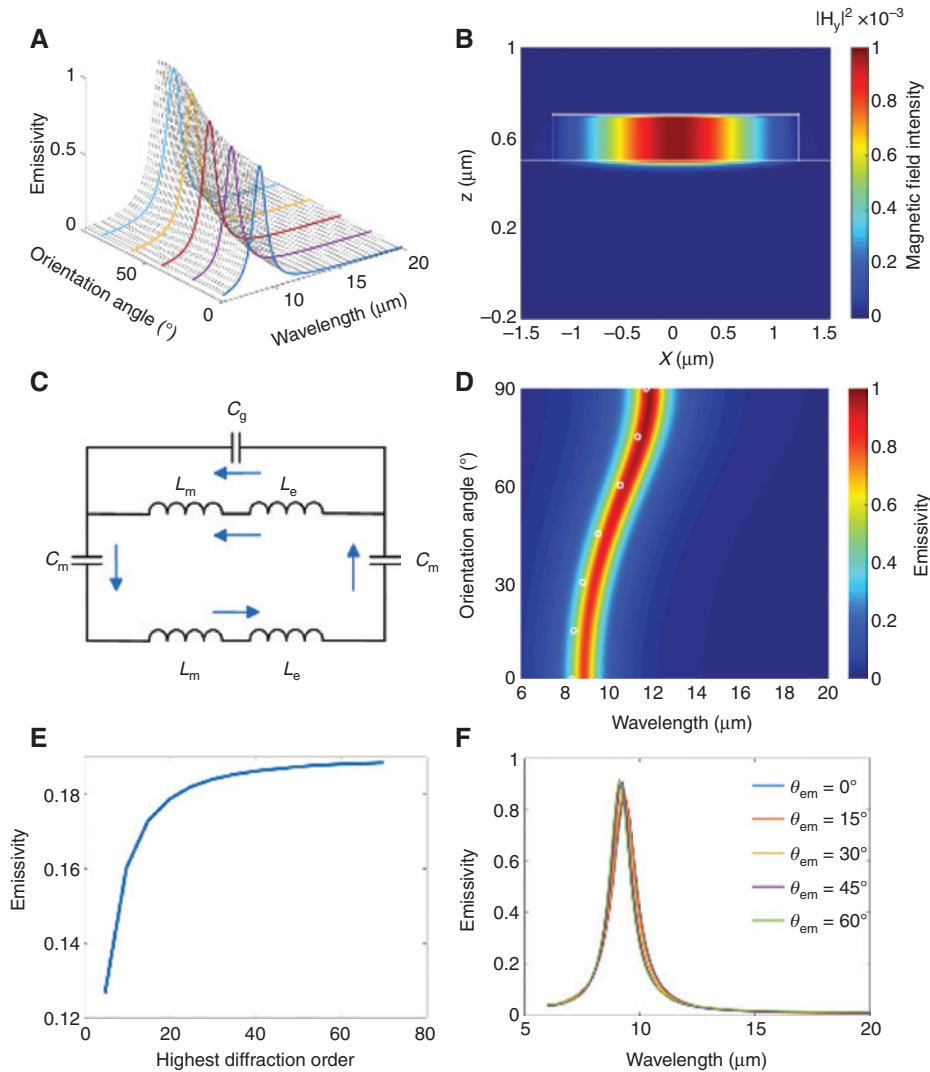 A
1
0.5
0
Emissivity
50
0
Orientation angle (°)
10
15
20
Wavelength (μm)
B
|Hy|² ×10⁻³
1
0.6
0.2
−0.2
z (μm)
−1.5
−1
−0.5
0
0.5
1
1.5
X (μm)
1
0.8
0.6
0.4
0.2
0
Magnetic field intensity
C
Cg
Lm
Le
Cm
Cm
Lm
Le
D
90
60
30
0
Orientation angle (°)
6
8
10
12
14
16
18
20
Wavelength (μm)
1
0.8
0.6
0.4
0.2
0
Emissivity
E
0.18
0.16
0.14
0.12
Emissivity
0
20
40
60
80
Highest diffraction order
F
1
0.8
0.6
0.4
0.2
0
Emissivity
θem = 0°
θem = 15°
θem = 30°
θem = 45°
θem = 60°
5
10
15
20
Wavelength (μm)